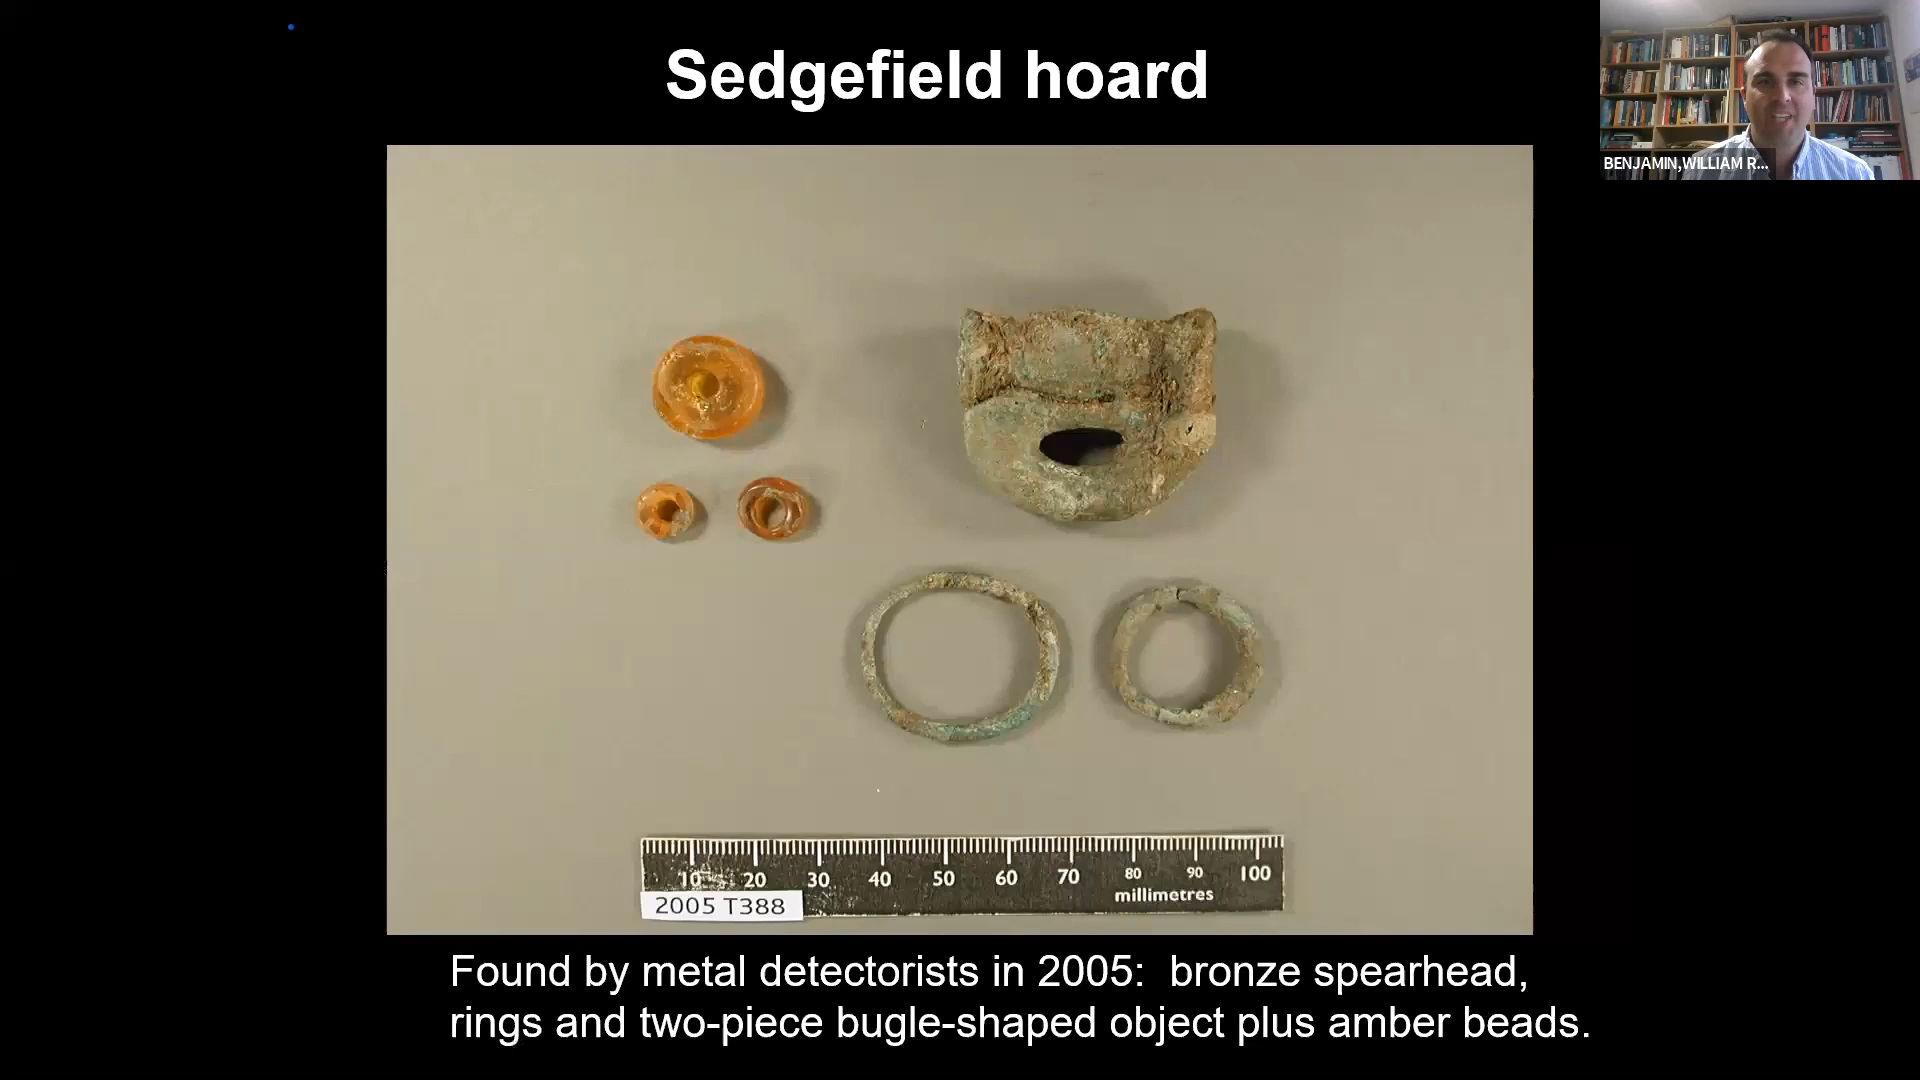 Sedgefield hoard
BENJAMIN,WILLIAM R...
10 20 30 40 50 60 70 80 90 100
millimetres
2005 T388
Found by metal detectorists in 2005:  bronze spearhead,
rings and two-piece bugle-shaped object plus amber beads.